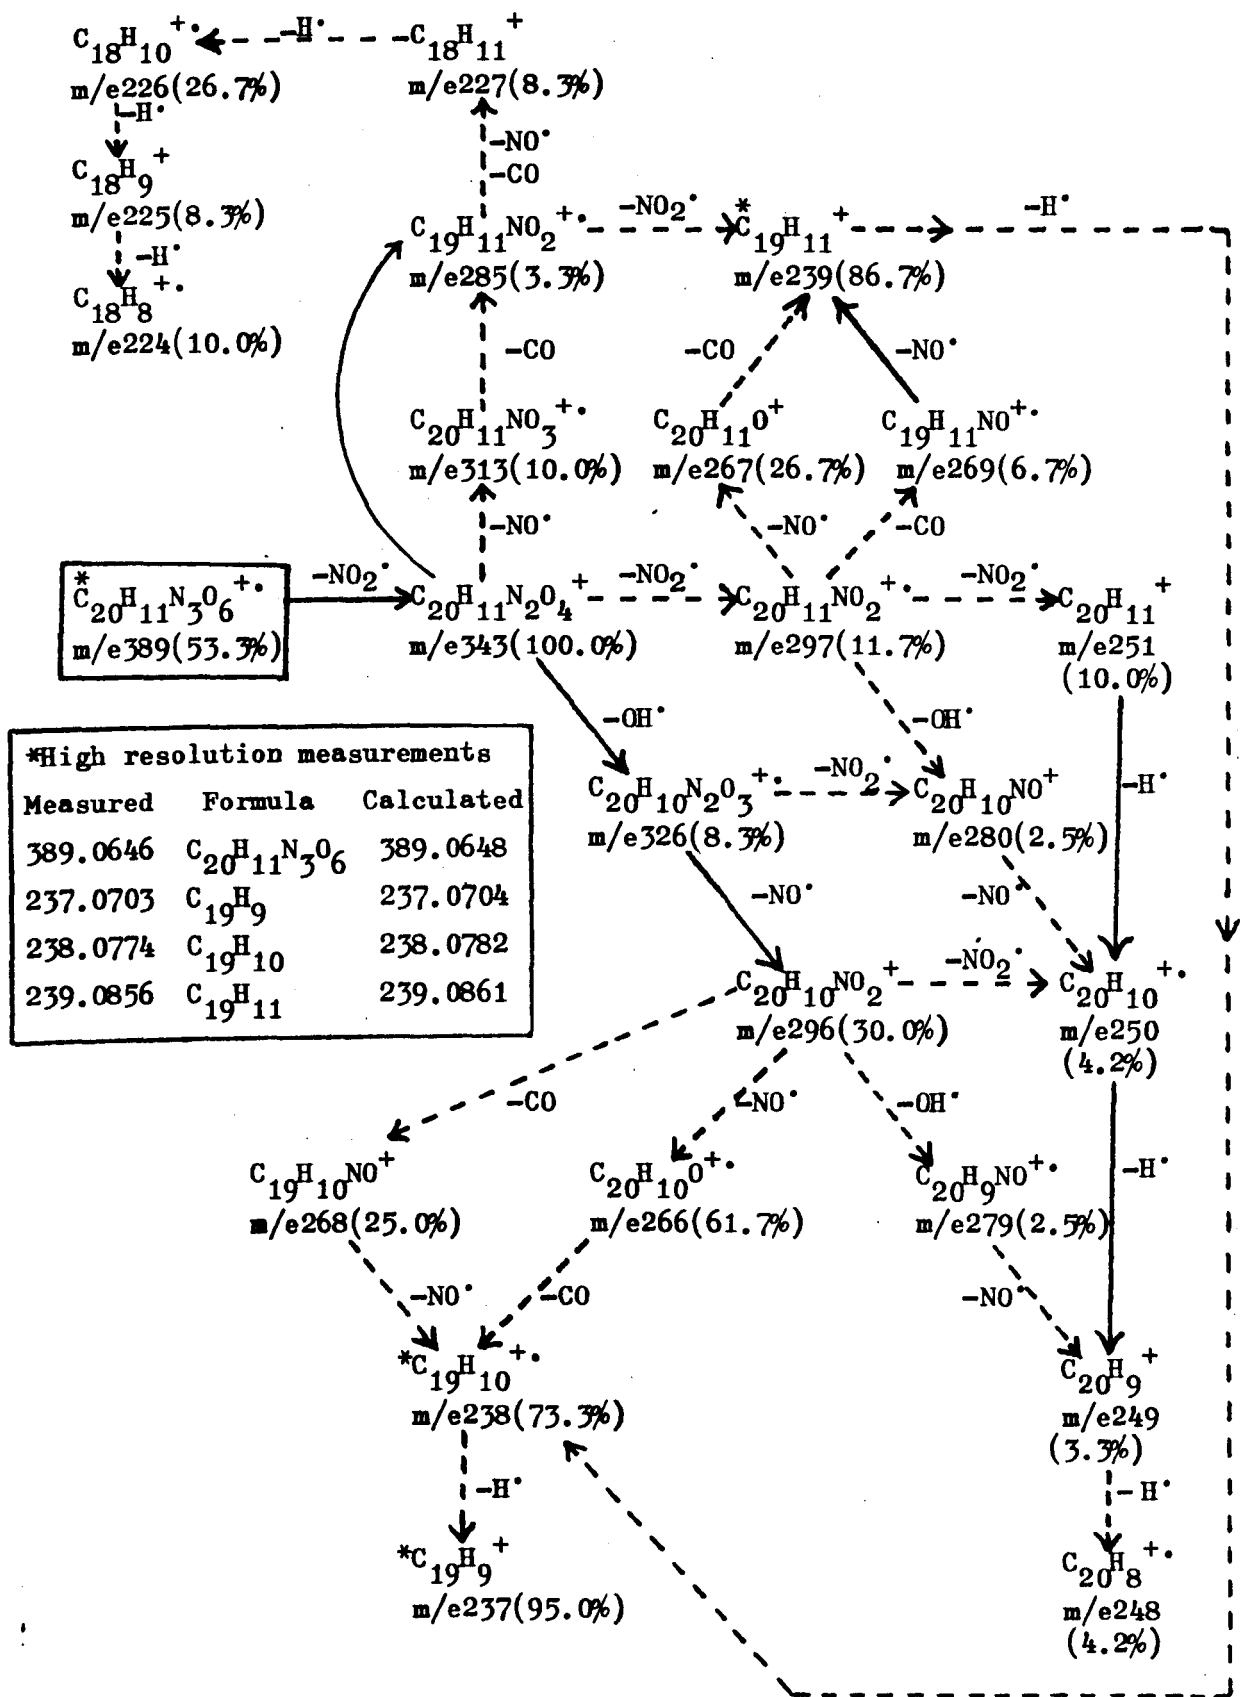 C18H10+. –H· C18H11+
m/e226(26.7%) m/e227(8.3%)
–H·
–NO·
–CO
C18H9+
m/e225(8.3%)
C19H11NO2+. –NO2· *C19H11+ –H·
m/e285(3.3%) m/e239(86.7%)
–H·
C18H8+.
m/e224(10.0%)
–CO –CO –NO·
C20H11NO3+. C20H11O+ C19H11NO+.
m/e313(10.0%) m/e267(26.7%) m/e269(6.7%)
–NO· –NO· –CO
*C20H11N3O6+. –NO2· C20H11N2O4+ –NO2· C20H11NO2+. –NO2· C20H11+
m/e389(53.3%) m/e343(100.0%) m/e297(11.7%) m/e251
(10.0%)
–OH· –OH·
*High resolution measurements
Measured Formula Calculated
389.0646 C20H11N3O6 389.0648
237.0703 C19H9 237.0704
238.0774 C19H10 238.0782
239.0856 C19H11 239.0861
C20H10N2O3+. –NO2· C20H10NO+ –H·
m/e326(8.3%) m/e280(2.5%)
–NO· –NO·
C20H10NO2+ –NO2· C20H10+.
m/e296(30.0%) m/e250
(4.2%)
–CO –NO· –OH·
C19H10NO+ C20H10O+. C20H9NO+. –H·
m/e268(25.0%) m/e266(61.7%) m/e279(2.5%)
–NO· –CO –NO·
*C19H10+. C20H9+
m/e238(73.3%) m/e249
(3.3%)
–H· –H·
*C19H9+ C20H8+.
m/e237(95.0%) m/e248
(4.2%)